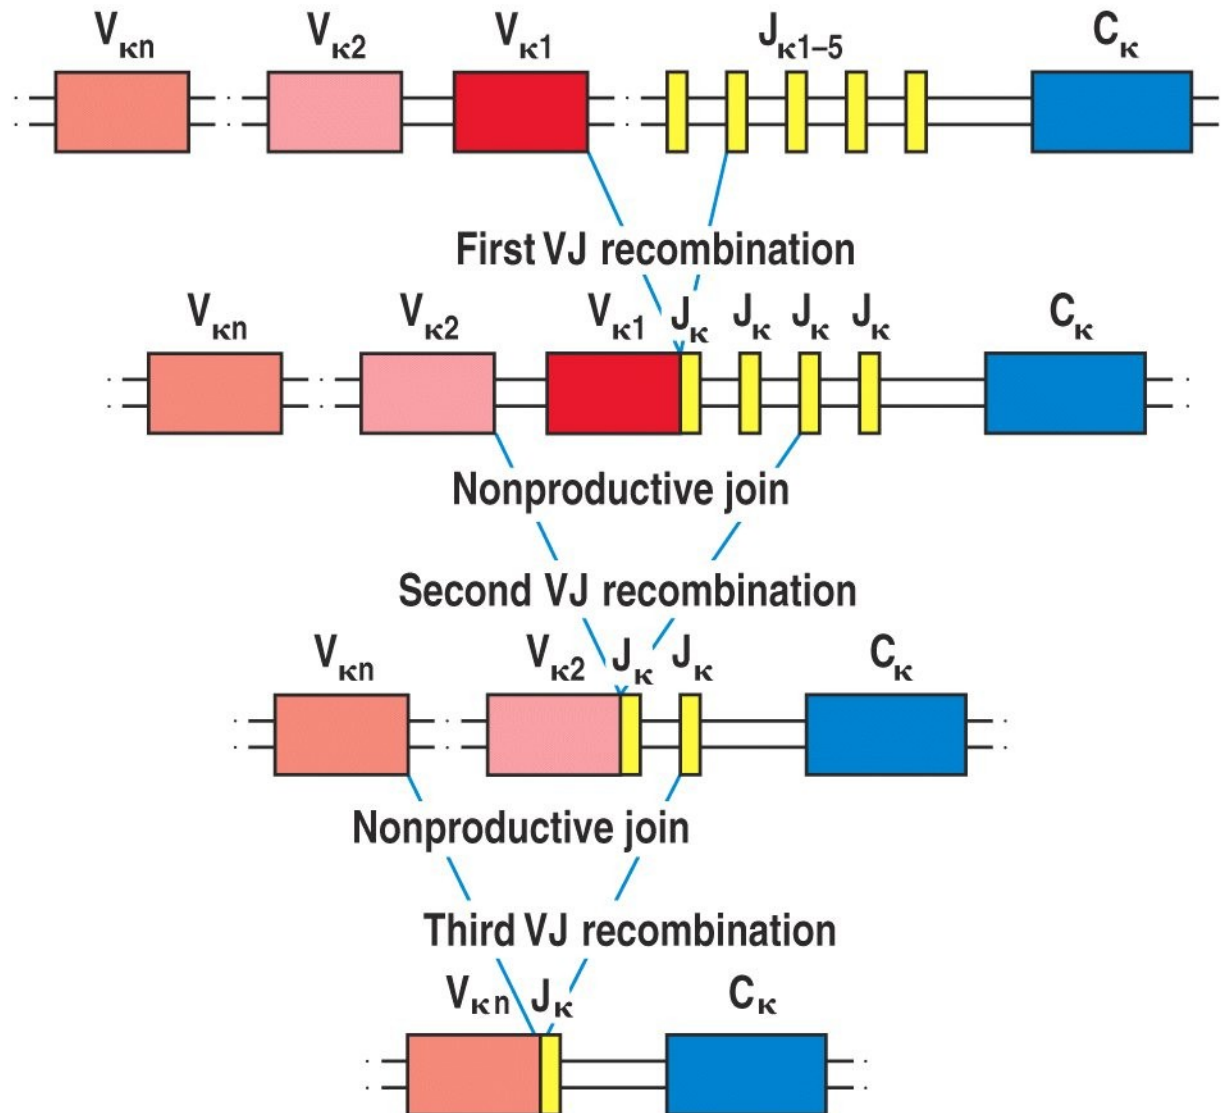 Vκn Vκ2 Vκ1 Jκ1–5 Cκ
First VJ recombination
Vκn Vκ2 Vκ1 Jκ Jκ Jκ Jκ Cκ
Nonproductive join
Second VJ recombination
Vκn Vκ2 Jκ Jκ Cκ
Nonproductive join
Third VJ recombination
Vκn Jκ Cκ